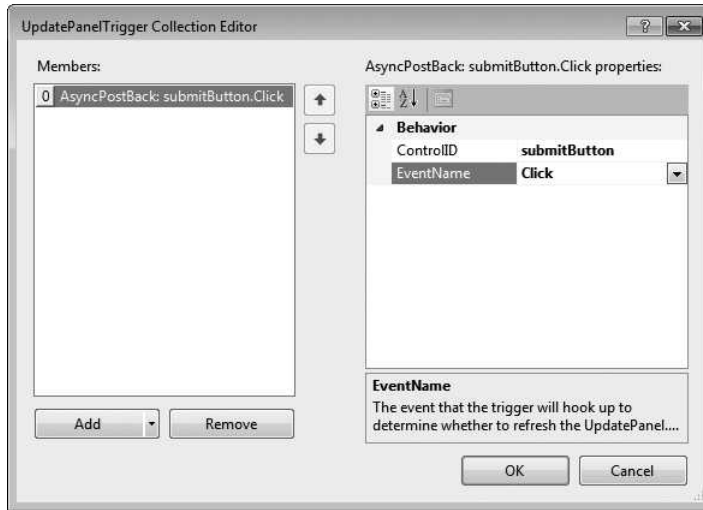 UpdatePanelTrigger Collection Editor
Members:
0 AsyncPostBack: submitButton.Click
Add
Remove
AsyncPostBack: submitButton.Click properties:
Behavior
ControlID submitButton
EventName Click
EventName
The event that the trigger will hook up to
determine whether to refresh the UpdatePanel....
OK
Cancel